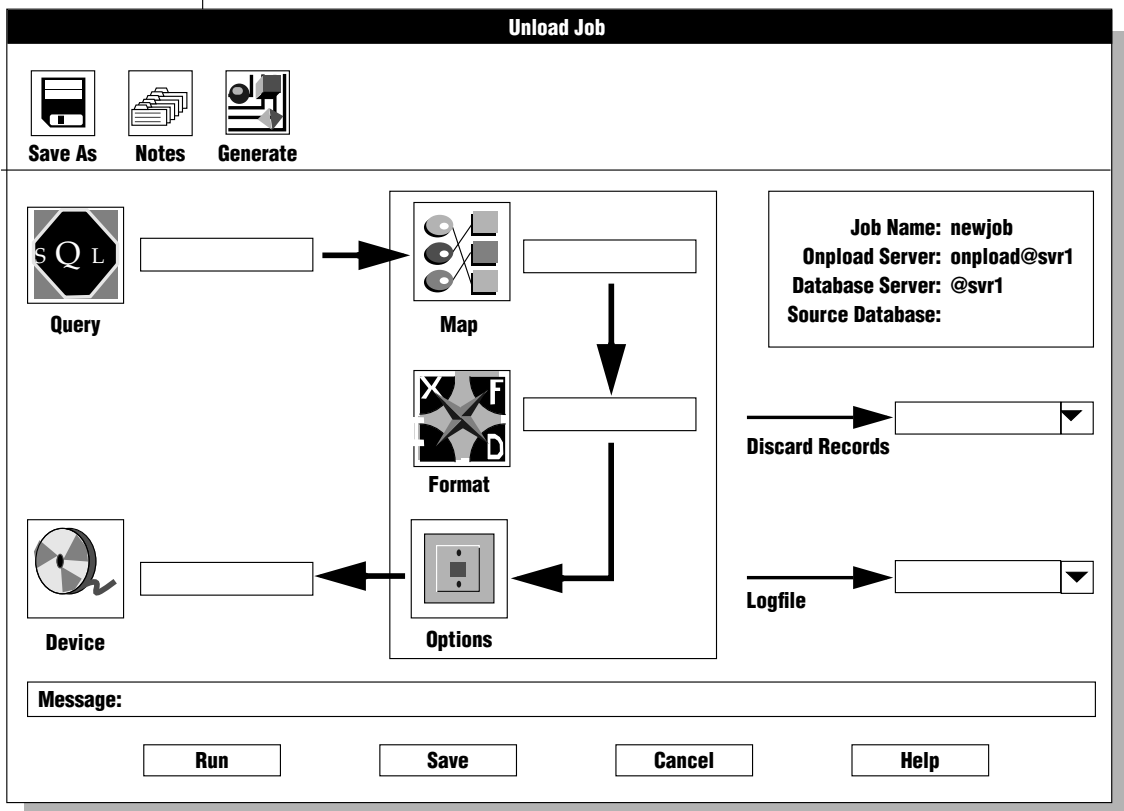 Unload Job
Save As
Notes
Generate
SQL
Query
Map
Job Name: newjob
Onpload Server: onpload@svr1
Database Server: @svr1
Source Database:
X F
D
Format
Discard Records
Device
Options
Logfile
Message:
Run
Save
Cancel
Help